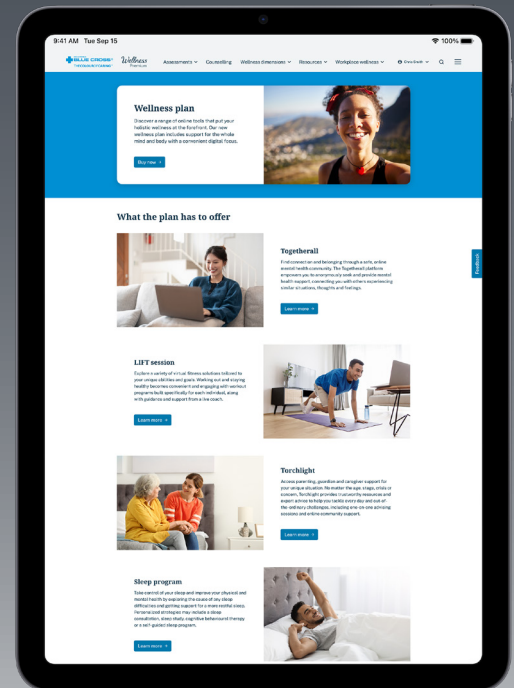 9:41 AM Tue Sep 15
100%
BLUE CROSS®
Wellness
Premium
Assessments
Counselling
Wellness dimensions
Resources
Workplace wellness
Chris Smith
Wellness plan
Discover a range of online tools that put your
holistic wellness at the forefront. Our new
wellness plan includes support for the whole
mind and body with a convenient digital focus.
Buy now
What the plan has to offer
Togetherall
Find connection and belonging through a safe, online
mental health community. The Togetherall platform
empowers you to anonymously seek and provide mental
health support, connecting you with others experiencing
similar situations, thoughts and feelings.
Learn more
Feedback
LIFT session
Explore a variety of virtual fitness solutions tailored to
your unique abilities and goals. Working out and staying
healthy becomes convenient and engaging with workout
programs built specifically for each individual, along
with guidance and support from a live coach.
Learn more
Torchlight
Access parenting, guardian and caregiver support for
your unique situation. No matter the age, stage, crisis or
concern, Torchlight provides trustworthy resources and
expert advice to help you tackle every day and out-of-
the-ordinary challenges, including one-on-one advising
sessions and online community support.
Learn more
Sleep program
Take control of your sleep and improve your physical and
mental health by exploring the cause of any sleep
difficulties and getting support for a more restful sleep.
Personalized strategies may include a sleep
consultation, sleep study, cognitive behavioural therapy
or a self-guided sleep program.
Learn more